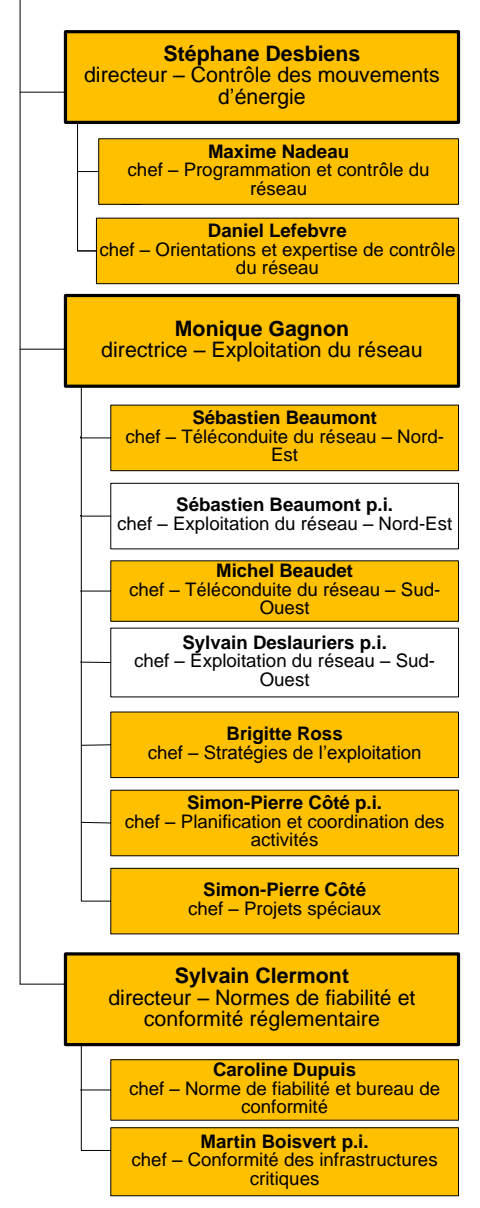 Stéphane Desbiens
directeur – Contrôle des mouvements
d'énergie
Maxime Nadeau
chef – Programmation et contrôle du
réseau
Daniel Lefebvre
chef – Orientations et expertise de contrôle
du réseau
Monique Gagnon
directrice – Exploitation du réseau
Sébastien Beaumont
chef – Téléconduite du réseau – Nord-
Est
Sébastien Beaumont p.i.
chef – Exploitation du réseau – Nord-Est
Michel Beaudet
chef – Téléconduite du réseau – Sud-
Ouest
Sylvain Deslauriers p.i.
chef – Exploitation du réseau – Sud-
Ouest
Brigitte Ross
chef – Stratégies de l'exploitation
Simon-Pierre Côté p.i.
chef – Planification et coordination des
activités
Simon-Pierre Côté
chef – Projets spéciaux
Sylvain Clermont
directeur – Normes de fiabilité et
conformité réglementaire
Caroline Dupuis
chef – Norme de fiabilité et bureau de
conformité
Martin Boisvert p.i.
chef – Conformité des infrastructures
critiques